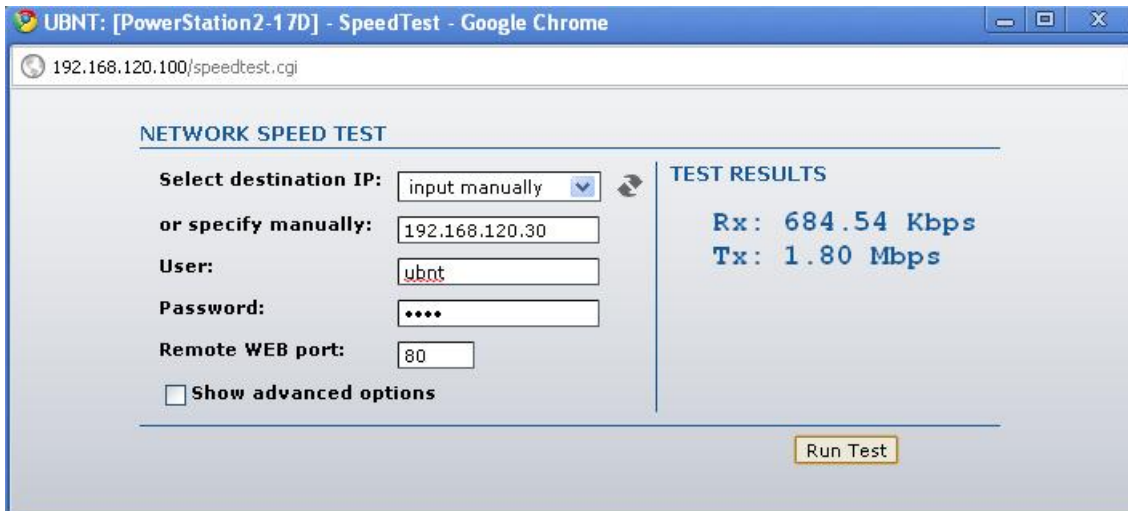 UBNT: [PowerStation2-17D] - SpeedTest - Google Chrome
192.168.120.100/speedtest.cgi
NETWORK SPEED TEST
Select destination IP: input manually
or specify manually: 192.168.120.30
User: ubnt
Password: ••••
Remote WEB port: 80
Show advanced options
TEST RESULTS
Rx: 684.54 Kbps
Tx: 1.80 Mbps
Run Test